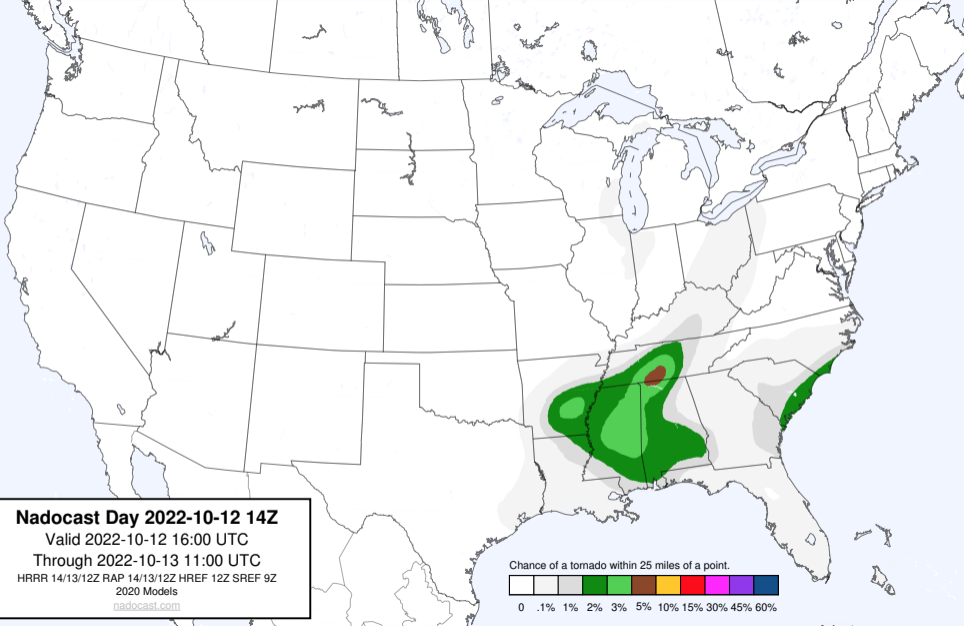 Nadocast Day 2022-10-12 14Z
Valid 2022-10-12 16:00 UTC
Through 2022-10-13 11:00 UTC
HRRR 14/13/12Z RAP 14/13/12Z HREF 12Z SREF 9Z
2020 Models
nadocast.com
Chance of a tornado within 25 miles of a point.
0 .1% 1% 2% 3% 5% 10% 15% 30% 45% 60%